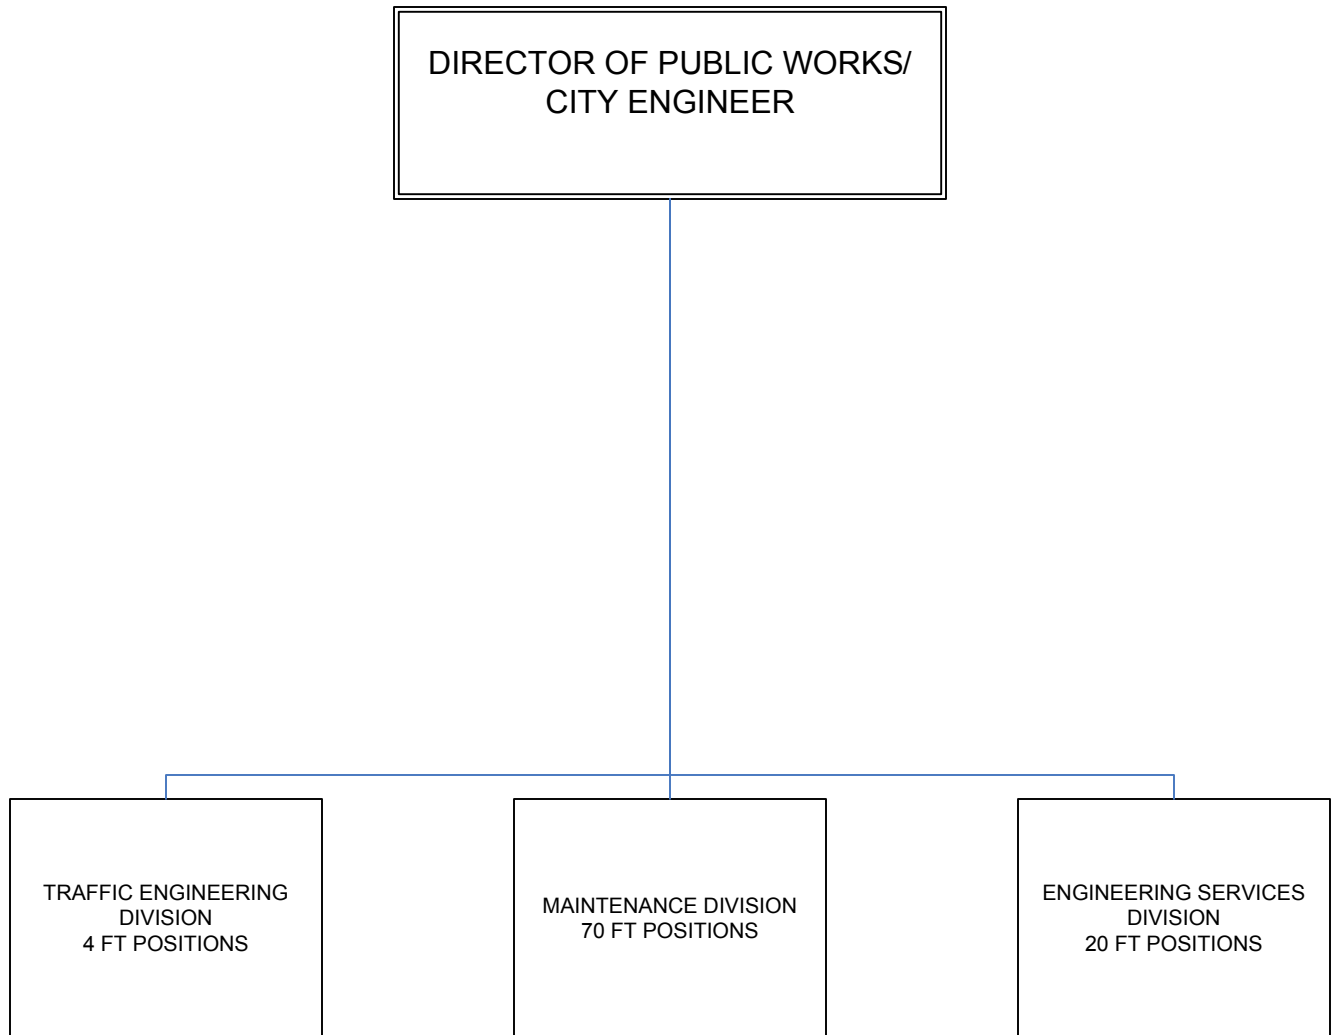 DIRECTOR OF PUBLIC WORKS/
CITY ENGINEER
TRAFFIC ENGINEERING
DIVISION
4 FT POSITIONS
MAINTENANCE DIVISION
70 FT POSITIONS
ENGINEERING SERVICES
DIVISION
20 FT POSITIONS